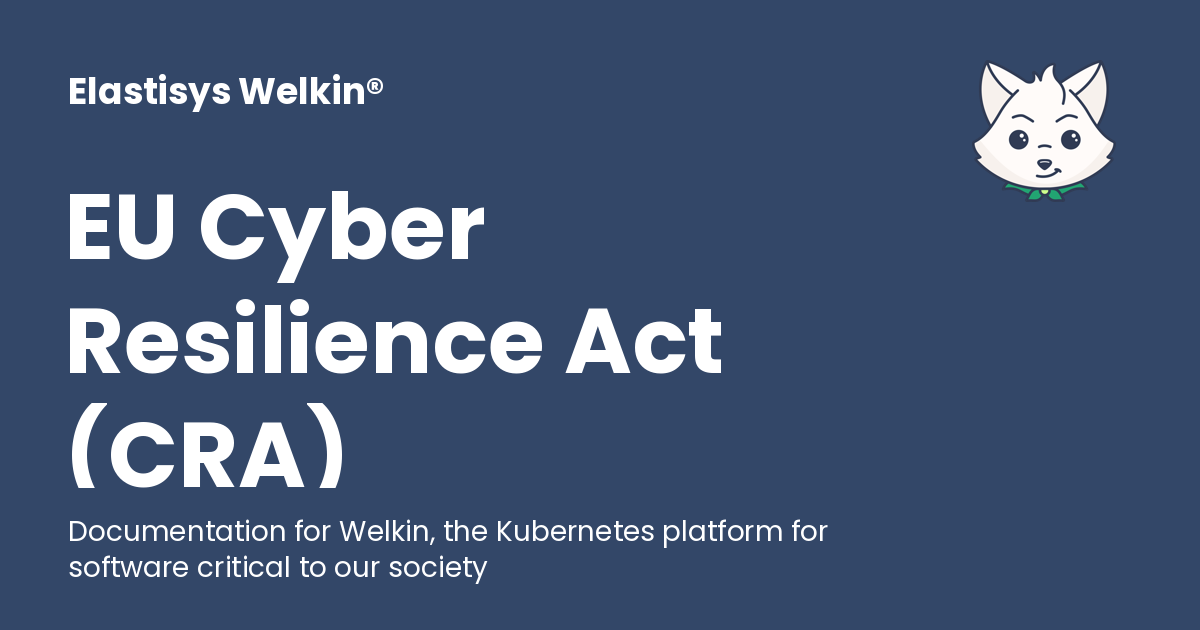 Elastisys Welkin®
EU Cyber
Resilience Act
(CRA)
Documentation for Welkin, the Kubernetes platform for
software critical to our society